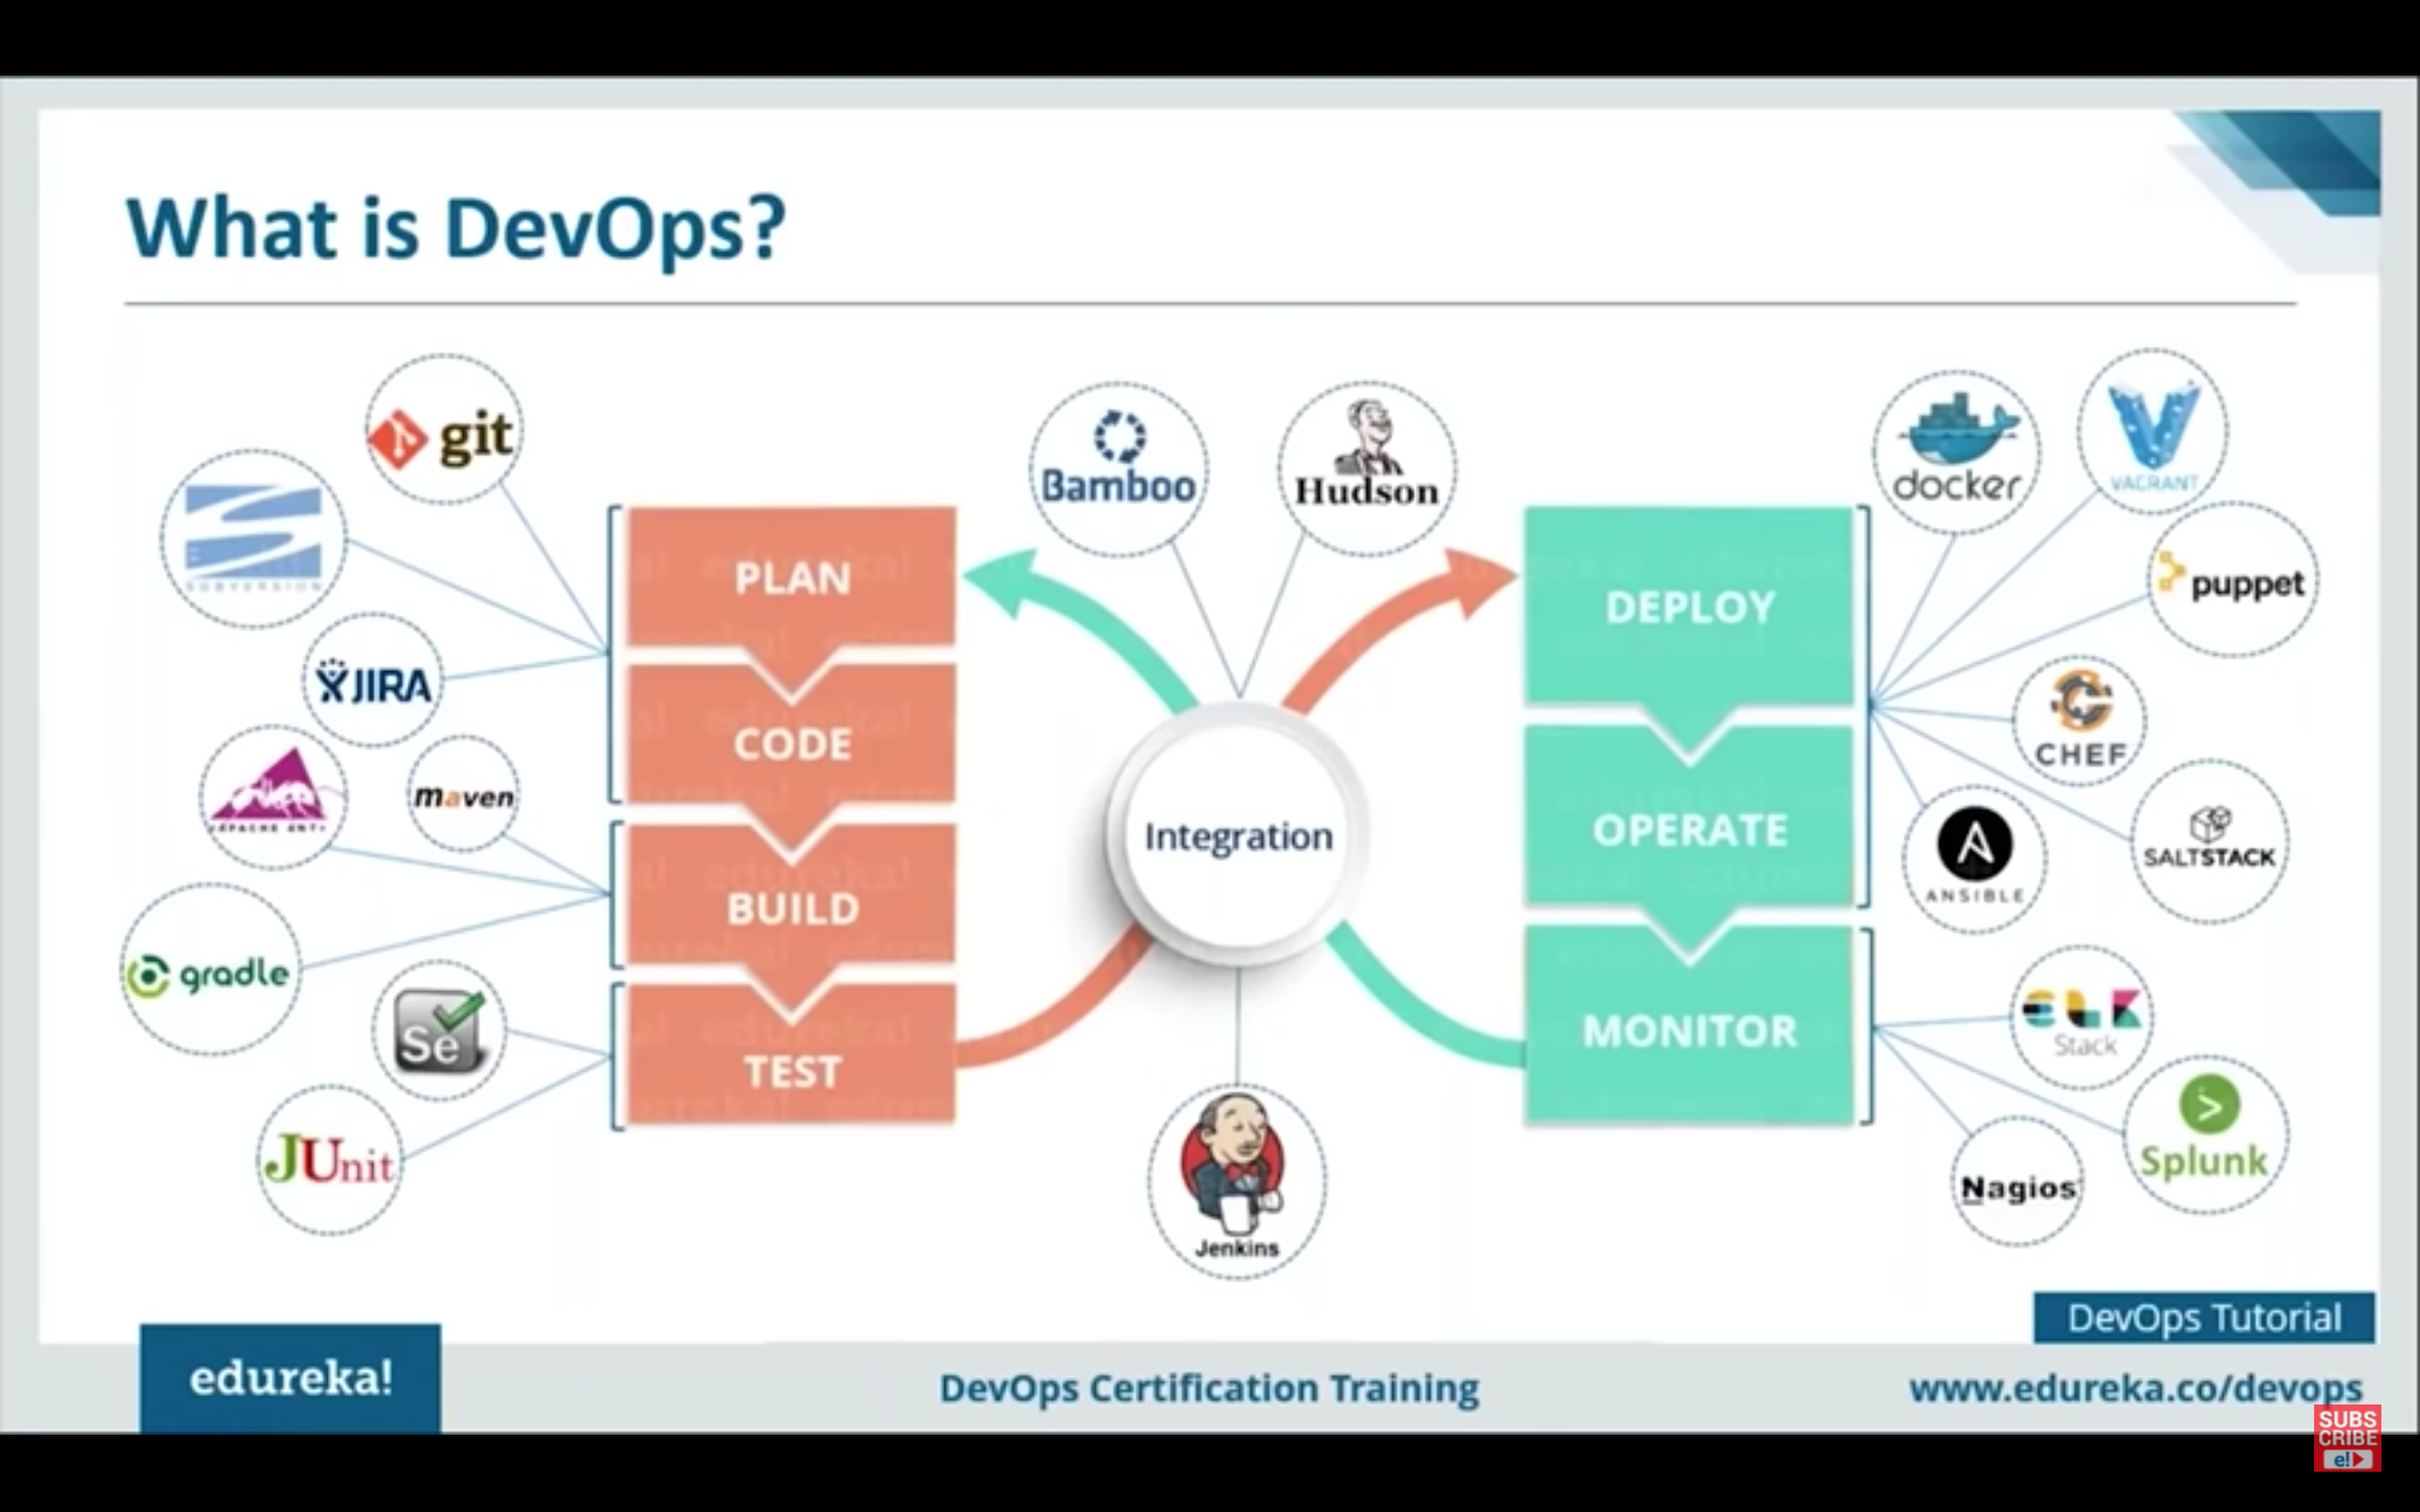 What is DevOps?
git
SUBVERSION
JIRA
APACHE ANT
maven
gradle
Se
JUnit
PLAN
CODE
BUILD
TEST
Bamboo
Hudson
Integration
Jenkins
DEPLOY
OPERATE
MONITOR
docker
VAGRANT
puppet
CHEF
SALTSTACK
ANSIBLE
ELK
Stack
Splunk
Nagios
DevOps Tutorial
edureka!
DevOps Certification Training
www.edureka.co/devops
SUBS
CRIBE
e!